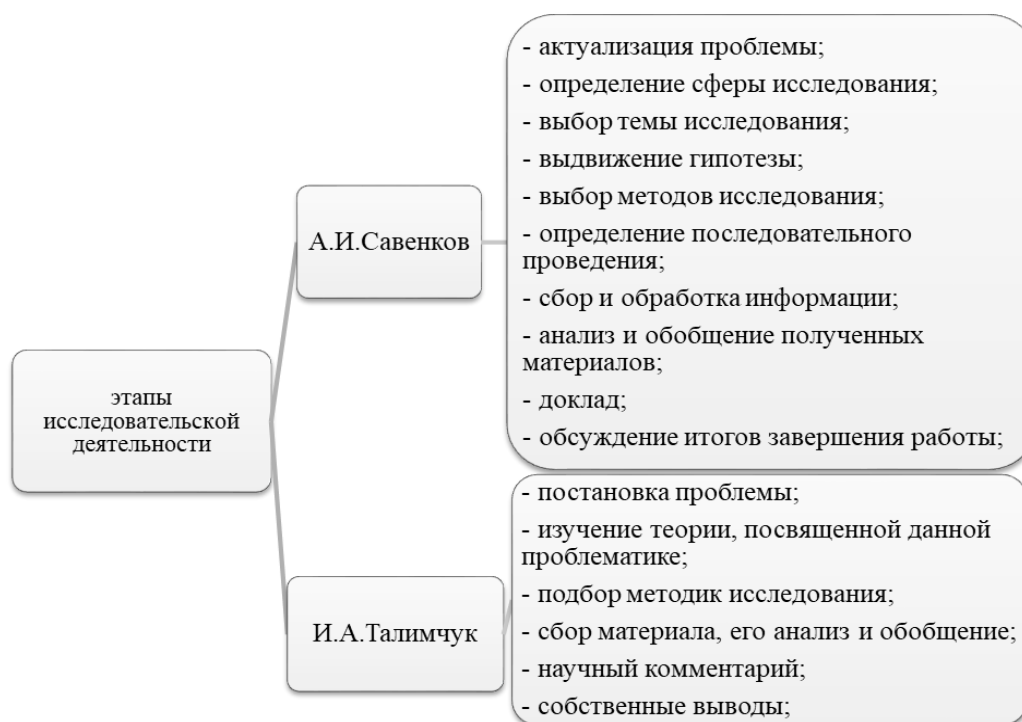 этапы
исследовательской
деятельности
А.И.Савенков
- актуализация проблемы;
- определение сферы исследования;
- выбор темы исследования;
- выдвижение гипотезы;
- выбор методов исследования;
- определение последовательного
проведения;
- сбор и обработка информации;
- анализ и обобщение полученных
материалов;
- доклад;
- обсуждение итогов завершения работы;
И.А.Талимчук
- постановка проблемы;
- изучение теории, посвященной данной
проблематике;
- подбор методик исследования;
- сбор материала, его анализ и обобщение;
- научный комментарий;
- собственные выводы;